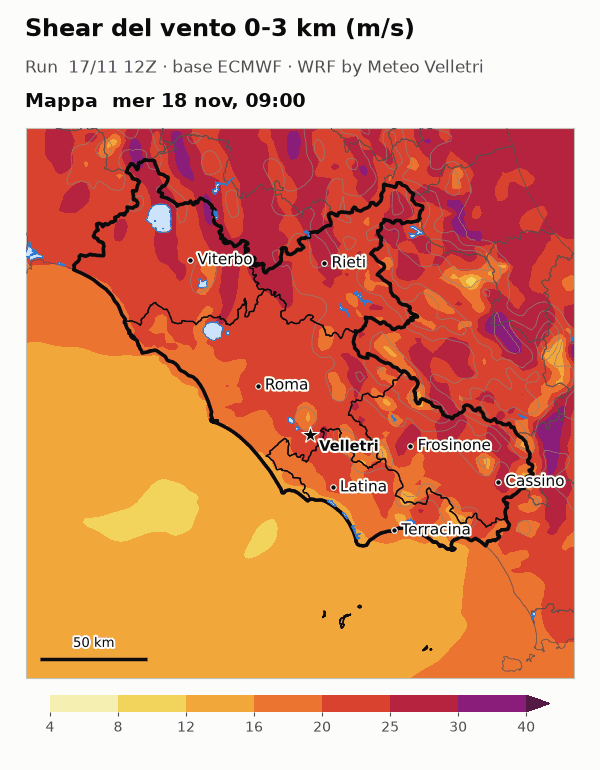 Shear del vento 0-3 km (m/s)
Run  17/11 12Z · base ECMWF · WRF by Meteo Velletri
Mappa  mer 18 nov, 09:00
Viterbo
Rieti
Roma
Velletri
Frosinone
Cassino
Latina
Terracina
50 km
4 8 12 16 20 25 30 40